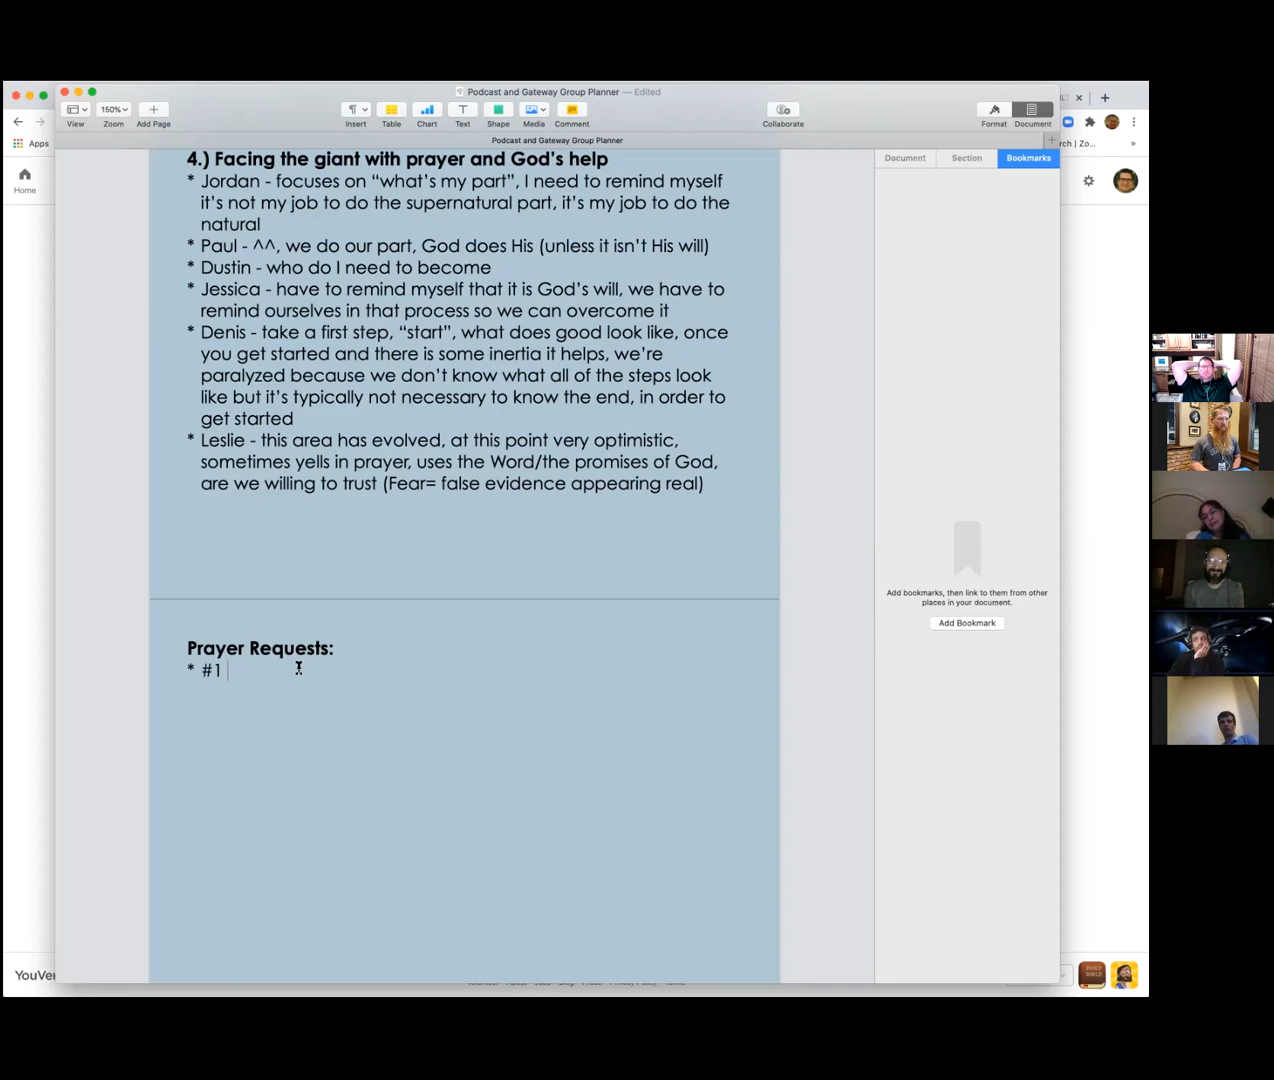 Podcast and Gateway Group Planner — Edited
150%
View Zoom Add Page Insert Table Chart Text Shape Media Comment Collaborate Format Document
Podcast and Gateway Group Planner
Apps
Home
Document Section Bookmarks
4.) Facing the giant with prayer and God’s help
* Jordan - focuses on “what’s my part”, I need to remind myself
it’s not my job to do the supernatural part, it’s my job to do the
natural
* Paul - ^^, we do our part, God does His (unless it isn’t His will)
* Dustin - who do I need to become
* Jessica - have to remind myself that it is God’s will, we have to
remind ourselves in that process so we can overcome it
* Denis - take a first step, “start”, what does good look like, once
you get started and there is some inertia it helps, we’re
paralyzed because we don’t know what all of the steps look
like but it’s typically not necessary to know the end, in order to
get started
* Leslie - this area has evolved, at this point very optimistic,
sometimes yells in prayer, uses the Word/the promises of God,
are we willing to trust (Fear= false evidence appearing real)
Add bookmarks, then link to them from other
places in your document.
Add Bookmark
Prayer Requests:
* #1
rch | Zo...
YouVer
HOLY
BIBLE